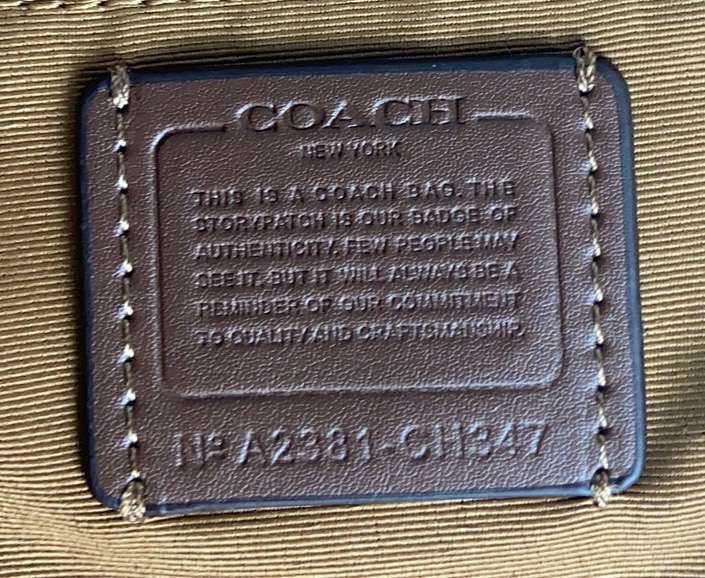 COACH
NEW YORK
THIS IS A COACH BAG. THE
STORYPATCH IS OUR BADGE OF
AUTHENTICITY. FEW PEOPLE MAY
SEE IT. BUT IT WILL ALWAYS BE A
REMINDER OF OUR COMMITMENT
TO QUALITY AND CRAFTSMANSHIP.
Nº A2381-CH347